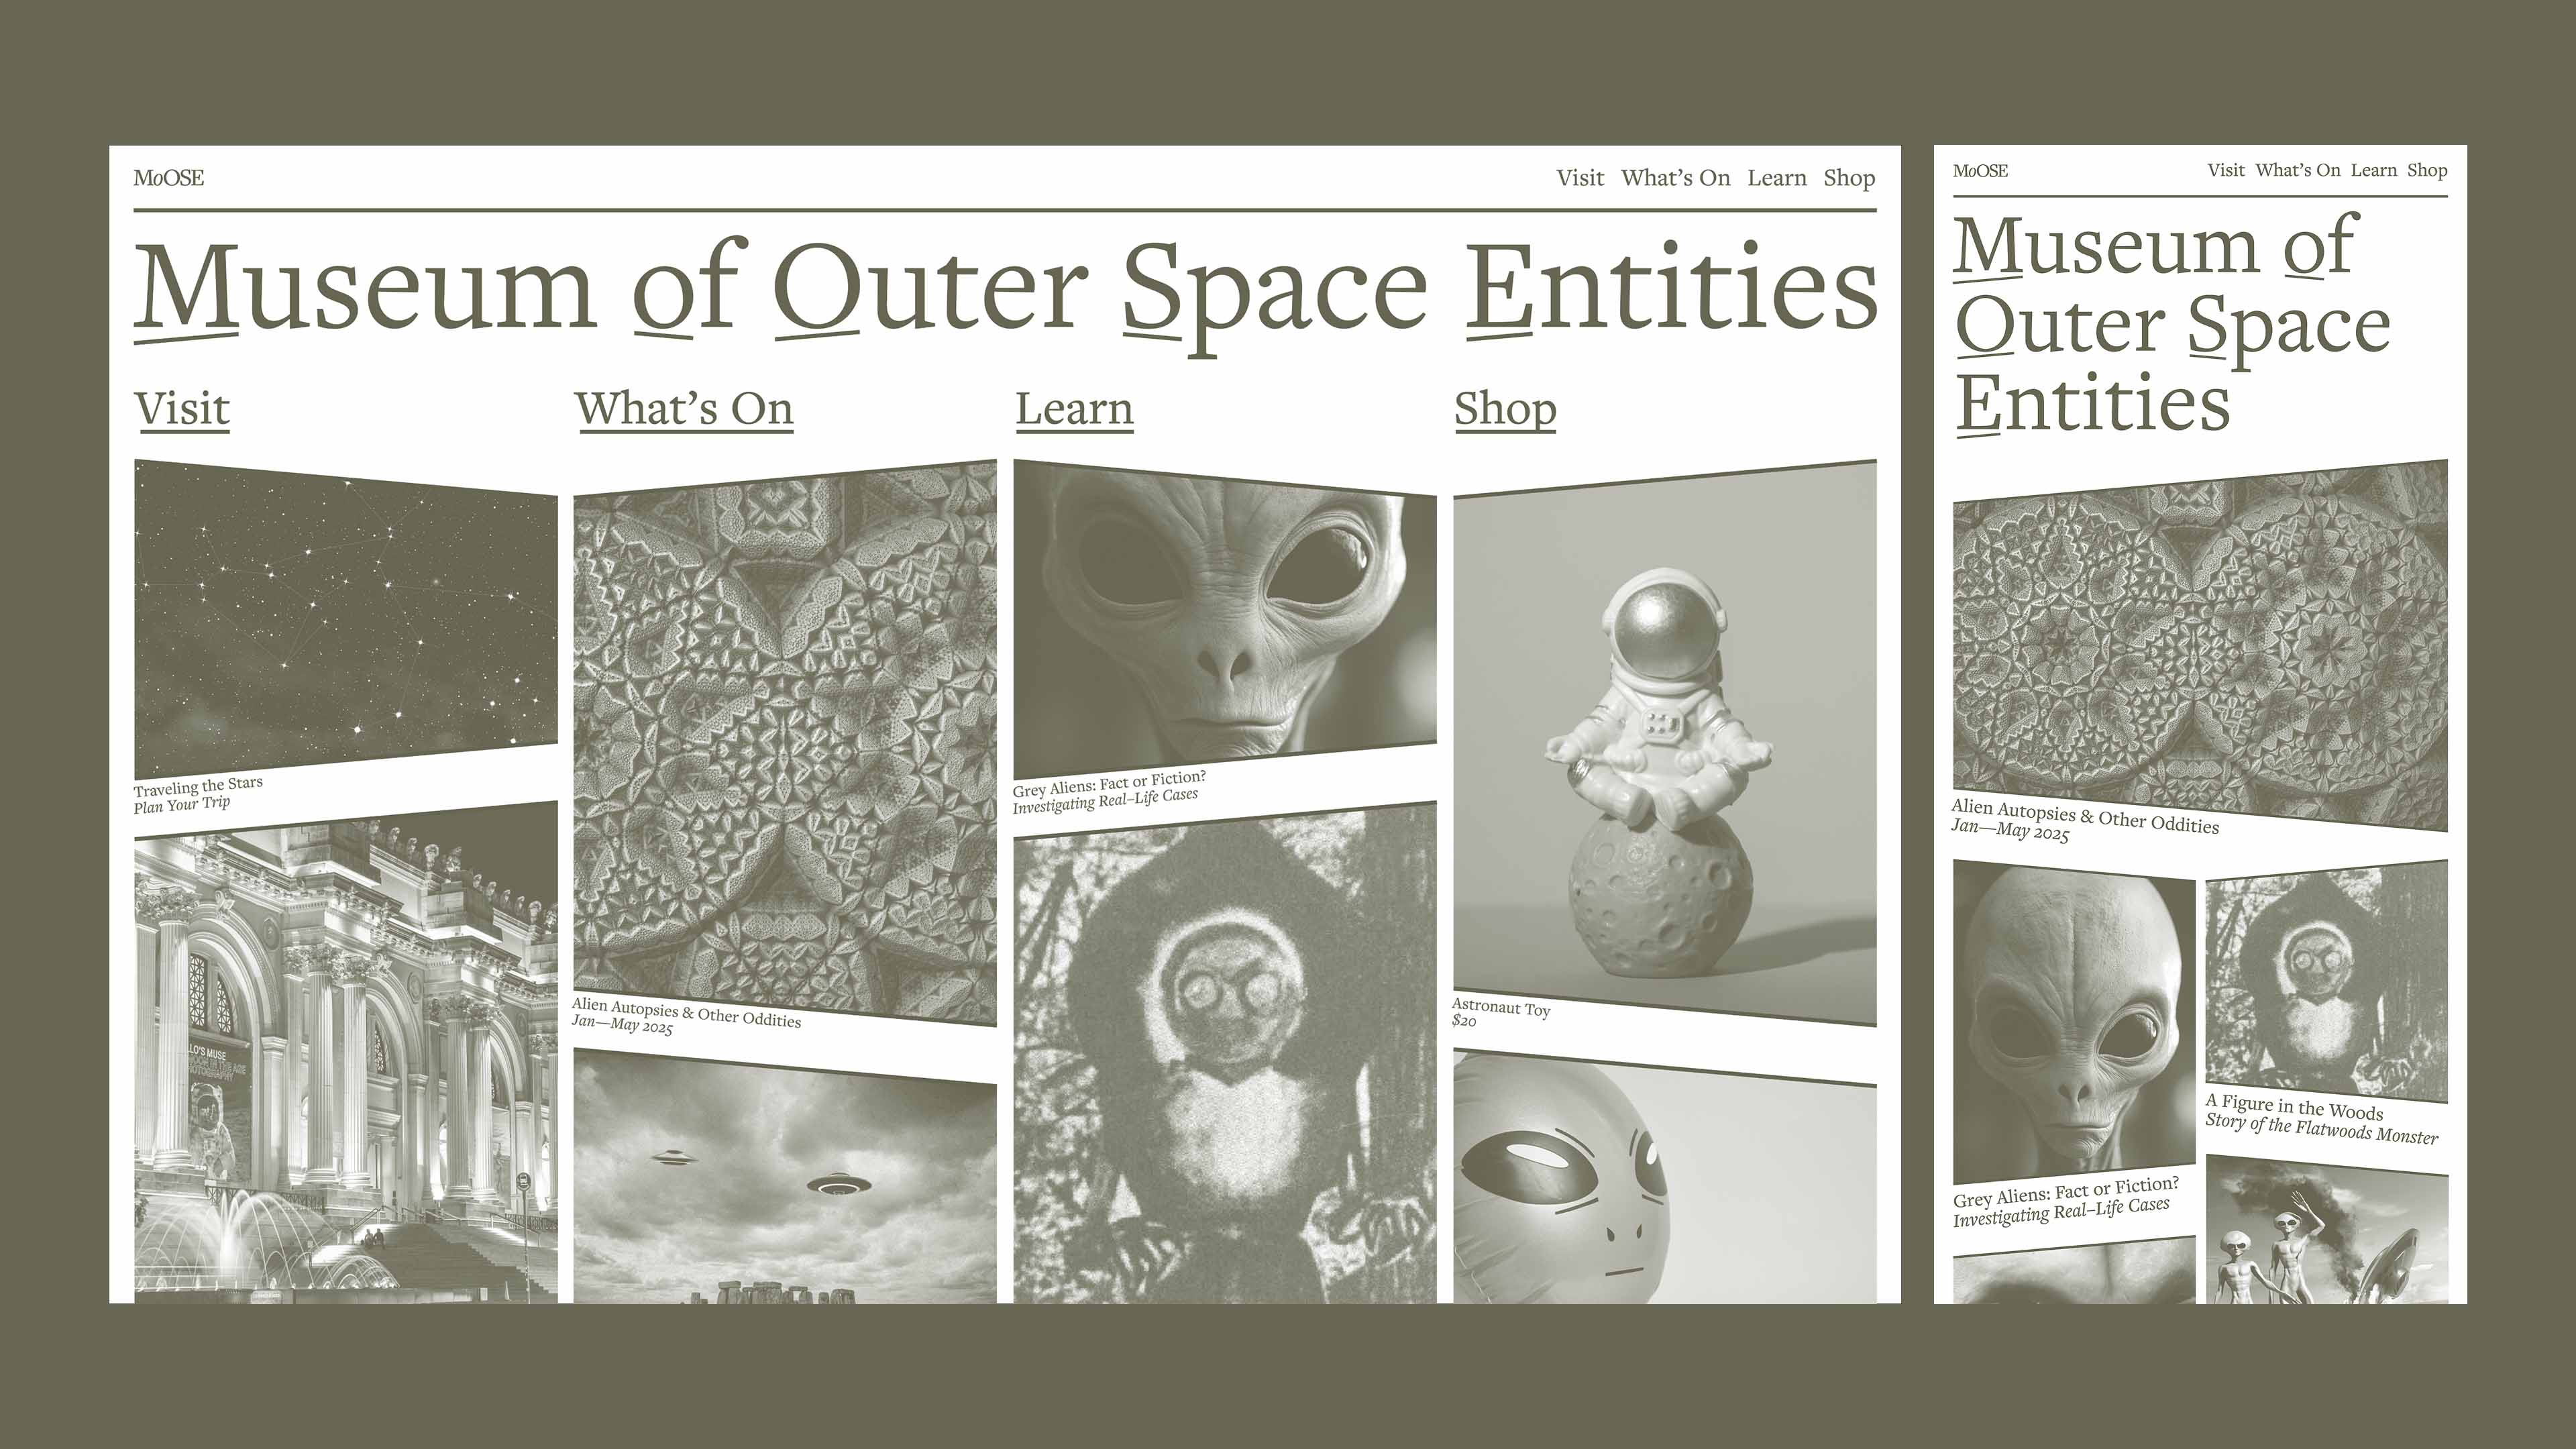 MoOSE
Visit What's On Learn Shop
Museum of Outer Space Entities
Visit
What's On
Learn
Shop
Traveling the Stars
Plan Your Trip
LO'S MUSE
Alien Autopsies & Other Oddities
Jan—May 2025
Grey Aliens: Fact or Fiction?
Investigating Real–Life Cases
Astronaut Toy
$20
MoOSE
Visit What's On Learn Shop
Museum of
Outer Space
Entities
Alien Autopsies & Other Oddities
Jan—May 2025
Grey Aliens: Fact or Fiction?
Investigating Real–Life Cases
A Figure in the Woods
Story of the Flatwoods Monster